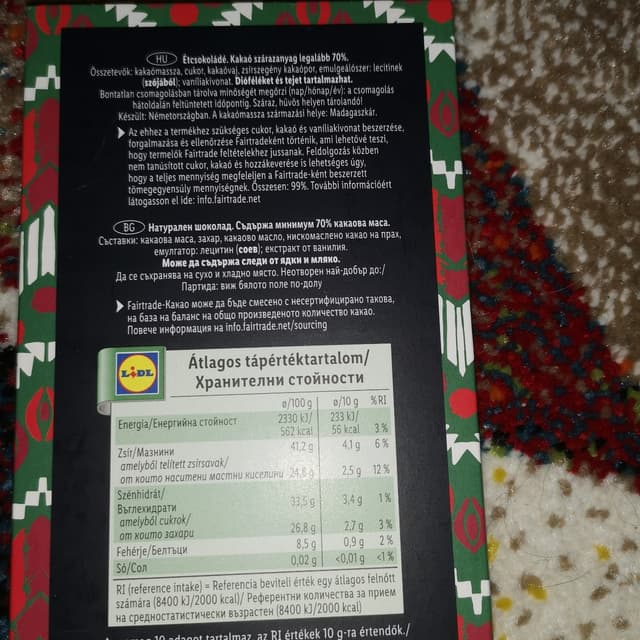 HU Étcsokoládé. Kakaó szárazanyag legalább 70%.
Összetevők: kakaómassza, cukor, kakaóvaj, zsírszegény kakaópor, emulgeálószer: lecitinek
(szójából); vaníliakivonat. Dióféléket és tejet tartalmazhat.
Bontatlan csomagolásban tárolva minőségét megőrzi (nap/hónap/év): a csomagolás
hátoldalán feltüntetett időpontig. Száraz, hűvös helyen tárolandó!
Készült: Németországban. A kakaómassza származási helye: Madagaszkár.
Az ehhez a termékhez szükséges cukor, kakaó és vaníliakivonat beszerzése,
forgalmazása és ellenőrzése Fairtradeként történik, ami lehetővé teszi,
hogy termelők Fairtrade feltételekhez jussanak. Feldolgozás közben
nem tanúsított cukor, kakaó és hozzákeverése is lehetséges úgy,
hogy a teljes mennyiség megfeleljen a Fairtrade-ként beszerzett
tömegegyensúly mennyiségnek. Összesen: 99%. További információért
látogasson el ide: info.fairtrade.net
BG Натурален шоколад. Съдържа минимум 70% какаова маса.
Съставки: какаова маса, захар, какаово масло, нискомаслено какао на прах,
емулгатор: лецитин (соев); екстракт от ванилия.
Може да съдържа следи от ядки и мляко.
Да се съхранява на сухо и хладно място. Неотворен най-добър до:/
Партида: виж бялото поле по-долу
Fairtrade-Какао може да бъде смесено с несертифицирано такова,
на база на баланс на общо произведеното количество какао.
Повече информация на info.fairtrade.net/sourcing
LIDL
Átlagos tápértéktartalom/
Хранителни стойности
ø/100 g ø/10 g %RI
Energia/Енергийна стойност 2330 kJ/ 233 kJ/
562 kcal 56 kcal 3%
Zsír/Мазнини 41,2 g 4,1 g 6%
amelyből telített zsírsavak/
от които наситени мастни киселини 24,8 g 2,5 g 12%
Szénhidrát/
Въглехидрати 33,5 g 3,4 g 1%
amelyből cukrok/
от които захари 26,8 g 2,7 g 3%
Fehérje/Белтъци 8,5 g 0,9 g 2%
Só/Сол 0,02 g <0,01 g <1%
RI (reference intake) = Referencia beviteli érték egy átlagos felnőtt
számára (8400 kJ/2000 kcal)/ Референтни количества за прием
на средностатистически възрастен (8400 kJ/2000 kcal)
10 adagot tartalmaz, az RI értékek 10 g-ra értendők./